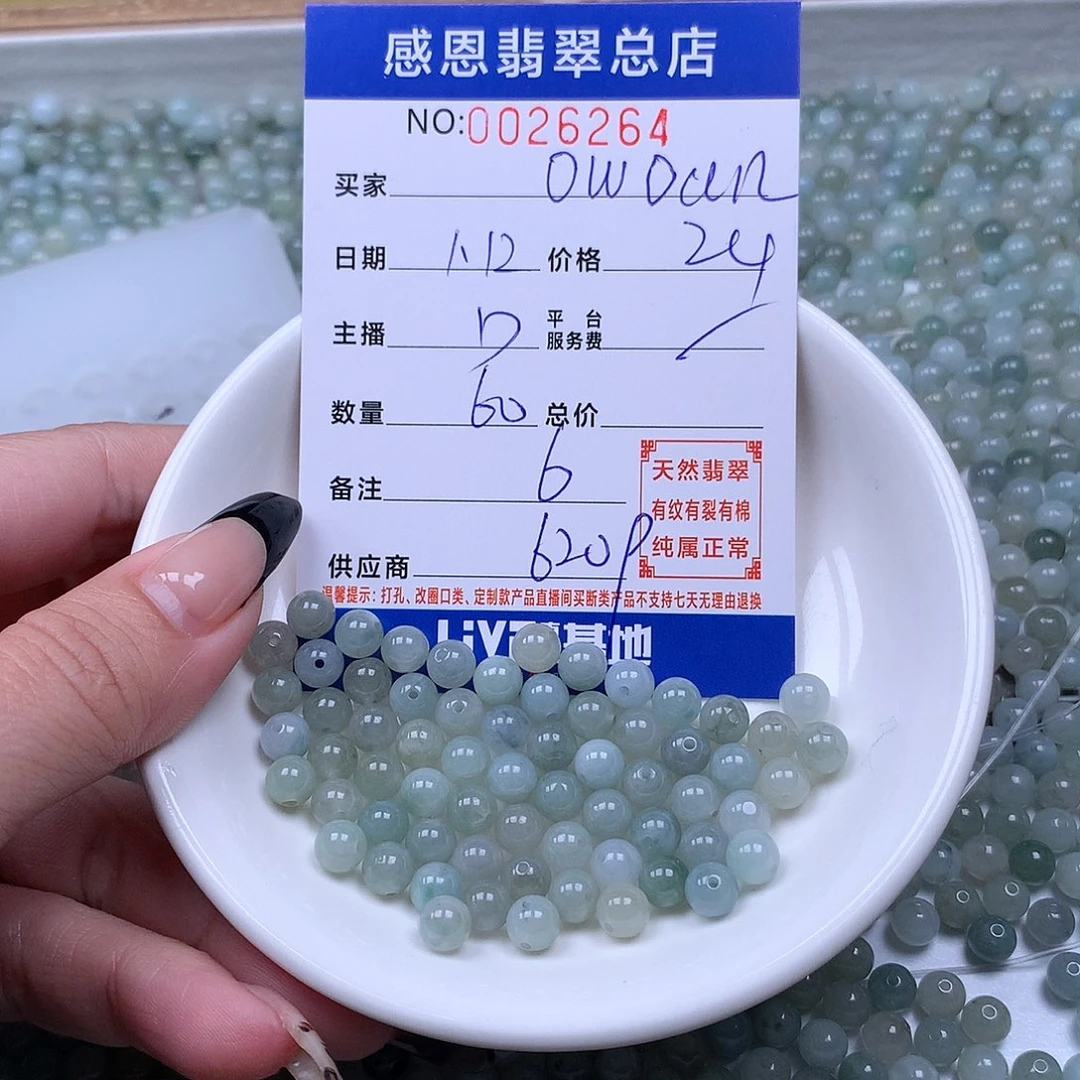 感恩翡翠总店
NO:0026264
买家 owoan
日期 1.12 价格 24
主播 平台服务费
数量 60 总价
备注 6
供应商 620P
天然翡翠
有纹有裂有棉
纯属正常
温馨提示：打孔、改圈口类、定制款产品直播间买断类产品不支持七天无理由退换
基地